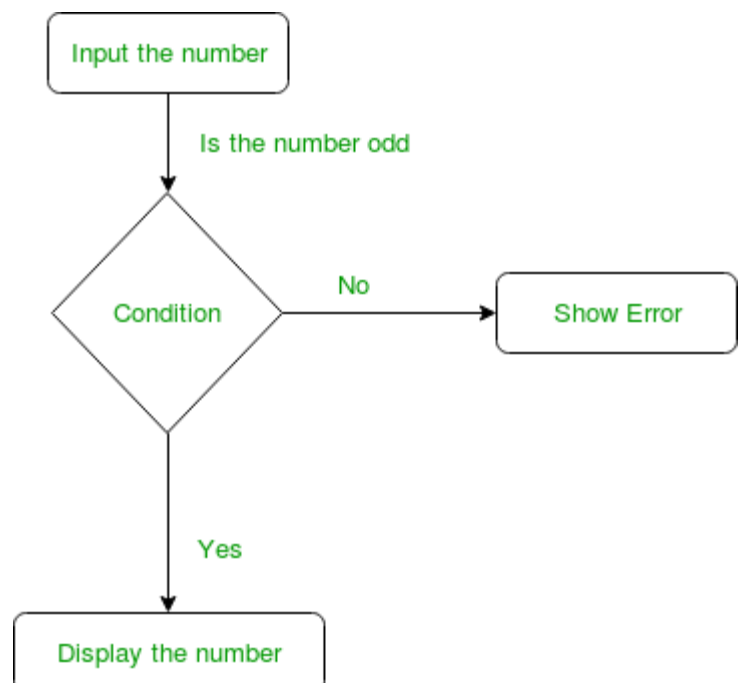 Input the number
Is the number odd
Condition
No
Show Error
Yes
Display the number